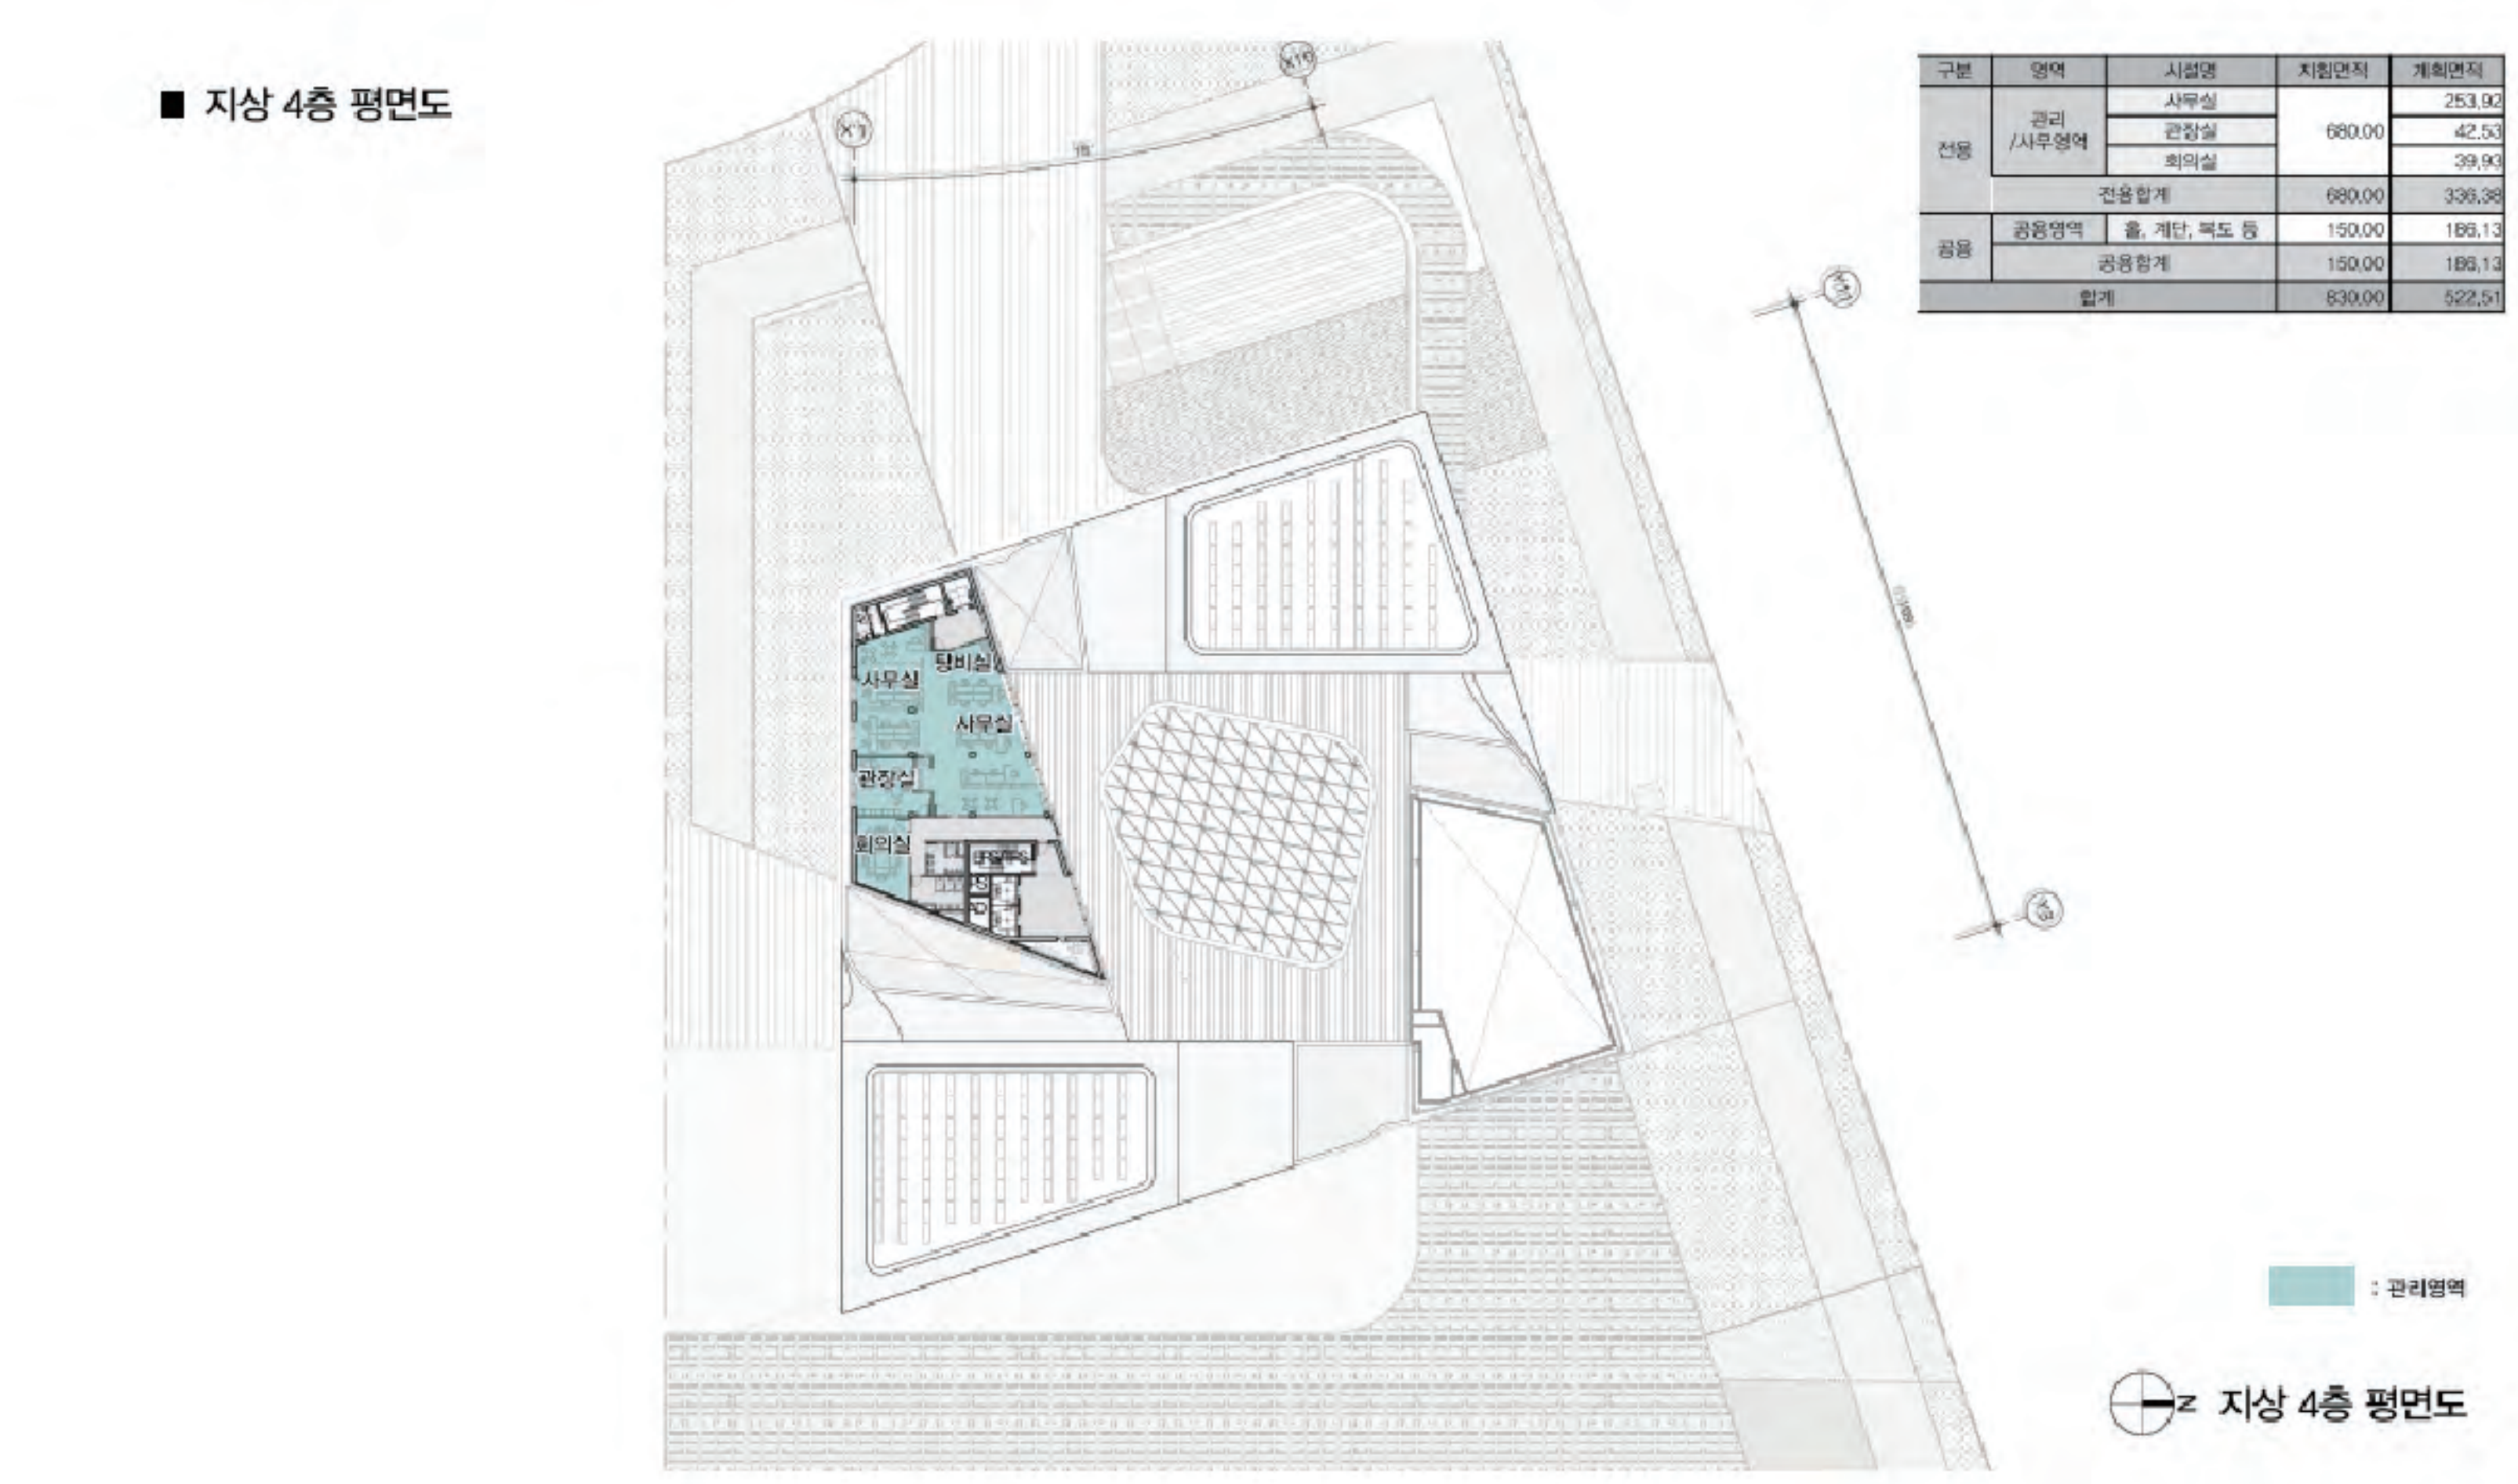 ■ 지상 4층 평면도
구분 영역 시설명 지침면적 계획면적
전용 관리/사무영역 사무실 680.00 253.92
관장실 42.53
회의실 39.93
전용합계 680.00 336.38
공용 공용영역 홀, 계단, 복도 등 150.00 186.13
공용합계 150.00 186.13
합계 830.00 522.51
X1
탕비실
사무실
사무실
관장실
회의실
: 관리영역
N 지상 4층 평면도